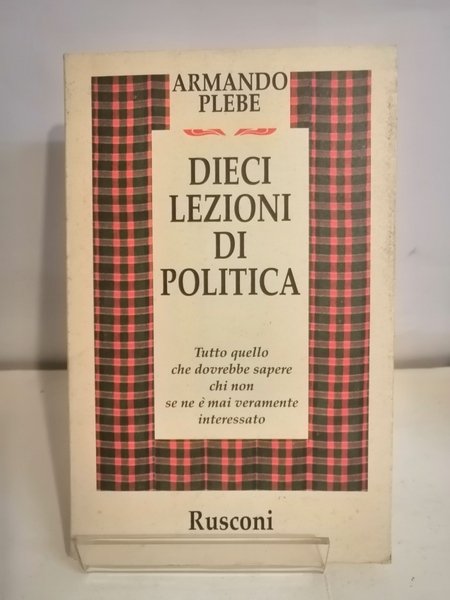 ARMANDO
PLEBE
DIECI
LEZIONI
DI
POLITICA
Tutto quello
che dovrebbe sapere
chi non
se ne è mai veramente
interessato
Rusconi